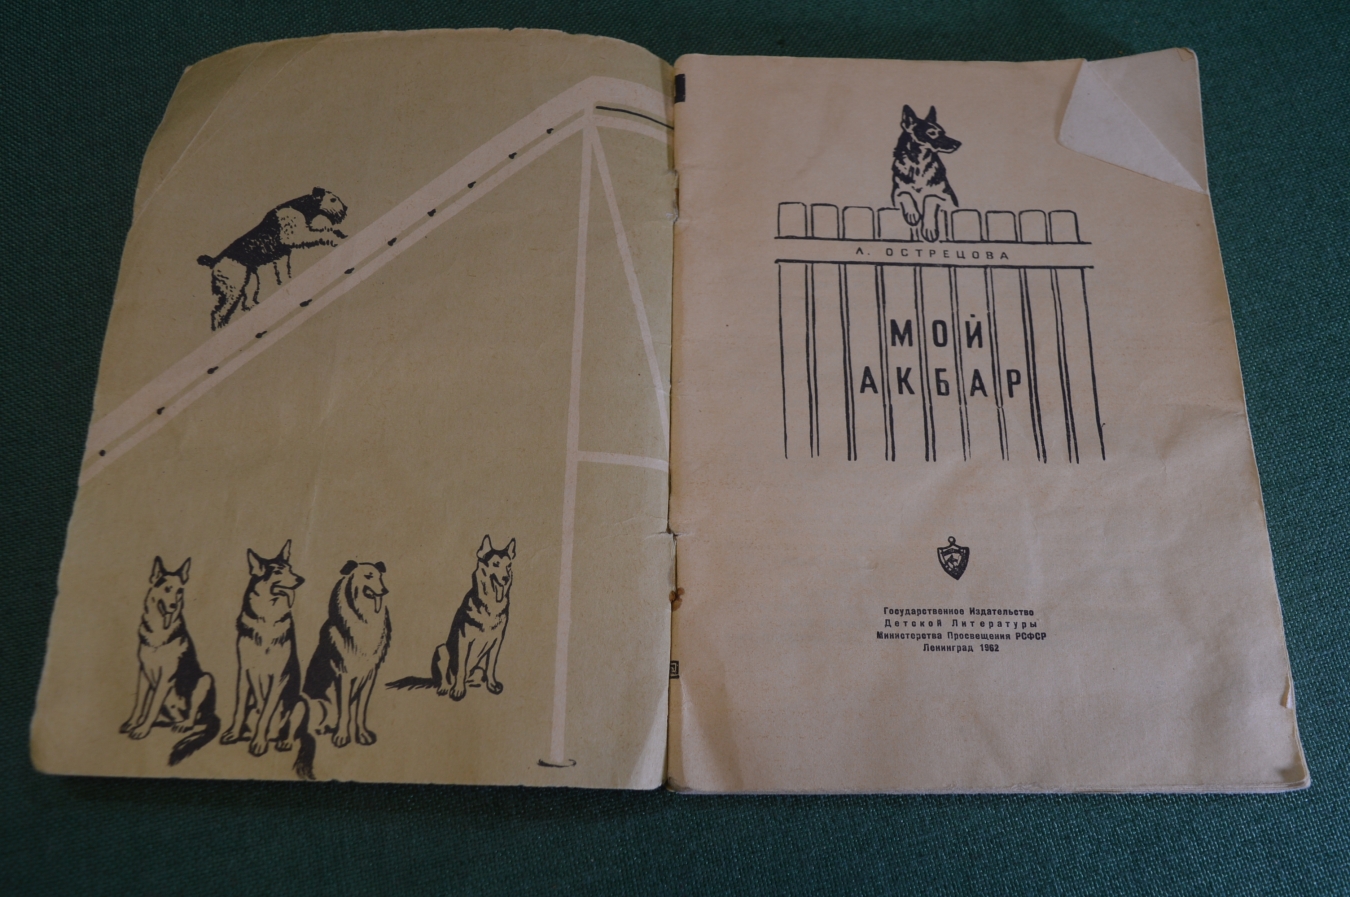 Л. ОСТРЕЦОВА
МОЙ
АКБАР
Государственное Издательство
Детской Литературы
Министерства Просвещения РСФСР
Ленинград 1962